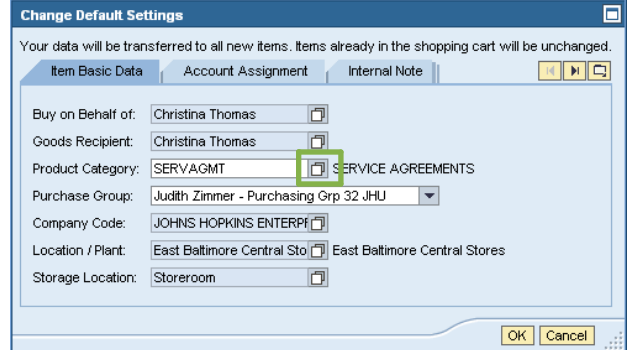 Change Default Settings
Your data will be transferred to all new items. Items already in the shopping cart will be unchanged.
Item Basic Data Account Assignment Internal Note
Buy on Behalf of: Christina Thomas
Goods Recipient: Christina Thomas
Product Category: SERVAGMT SERVICE AGREEMENTS
Purchase Group: Judith Zimmer - Purchasing Grp 32 JHU
Company Code: JOHNS HOPKINS
Location / Plant: East Baltimore Central Sto East Baltimore Central Stores
Storage Location: Storeroom
OK Cancel